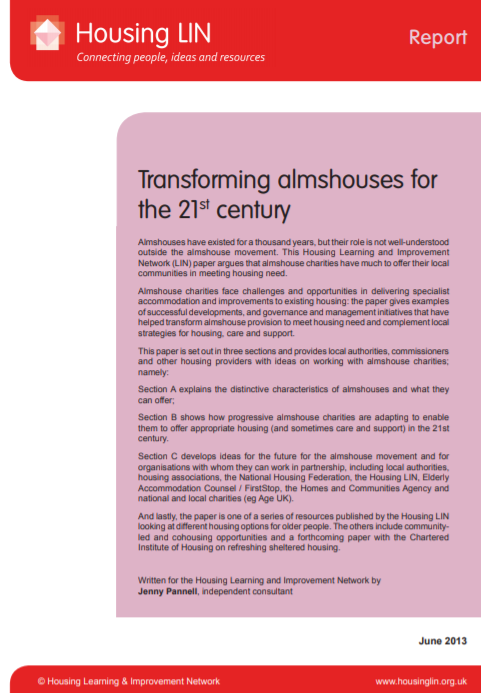 Housing LIN
Connecting people, ideas and resources
Report
Transforming almshouses for
the 21st century
Almshouses have existed for a thousand years, but their role is not well-understood
outside the almshouse movement. This Housing Learning and Improvement
Network (LIN) paper argues that almshouse charities have much to offer their local
communities in meeting housing need.
Almshouse charities face challenges and opportunities in delivering specialist
accommodation and improvements to existing housing: the paper gives examples
of successful developments, and governance and management initiatives that have
helped transform almshouse provision to meet housing need and complement local
strategies for housing, care and support.
This paper is set out in three sections and provides local authorities, commissioners
and other housing providers with ideas on working with almshouse charities;
namely:
Section A explains the distinctive characteristics of almshouses and what they
can offer;
Section B shows how progressive almshouse charities are adapting to enable
them to offer appropriate housing (and sometimes care and support) in the 21st
century.
Section C develops ideas for the future for the almshouse movement and for
organisations with whom they can work in partnership, including local authorities,
housing associations, the National Housing Federation, the Housing LIN, Elderly
Accommodation Counsel / FirstStop, the Homes and Communities Agency and
national and local charities (eg Age UK).
And lastly, the paper is one of a series of resources published by the Housing LIN
looking at different housing options for older people. The others include community-
led and cohousing opportunities and a forthcoming paper with the Chartered
Institute of Housing on refreshing sheltered housing.
Written for the Housing Learning and Improvement Network by
Jenny Pannell, independent consultant
June 2013
© Housing Learning & Improvement Network
www.housinglin.org.uk